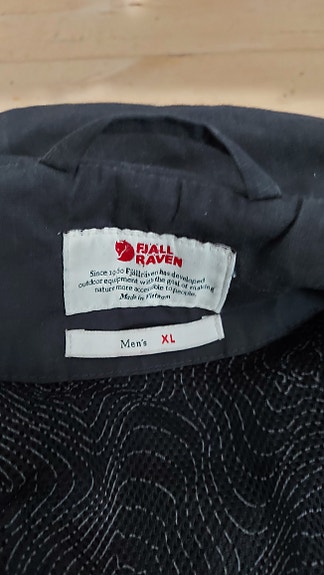 FJÄLL
RÄVEN
Since 1960 Fjällräven has developed
outdoor equipment with the goal of making
nature more accessible to people.
Made in Vietnam
Men's XL